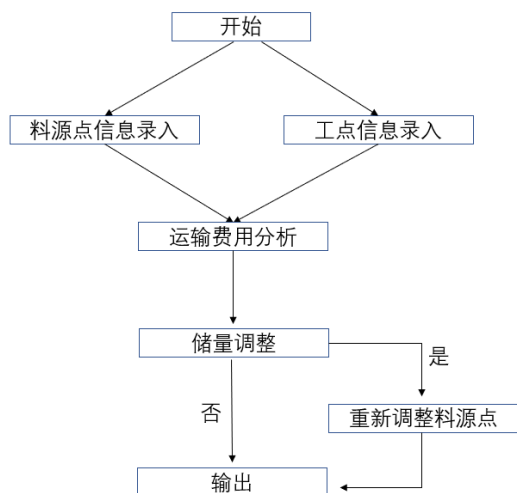 开始
料源点信息录入
工点信息录入
运输费用分析
储量调整
是
否
重新调整料源点
输出